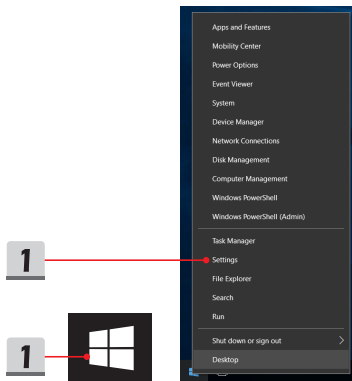 Apps and Features
Mobility Center
Power Options
Event Viewer
System
Device Manager
Network Connections
Disk Management
Computer Management
Windows PowerShell
Windows PowerShell (Admin)
Task Manager
1
Settings
File Explorer
Search
Run
1
Shut down or sign out
Desktop